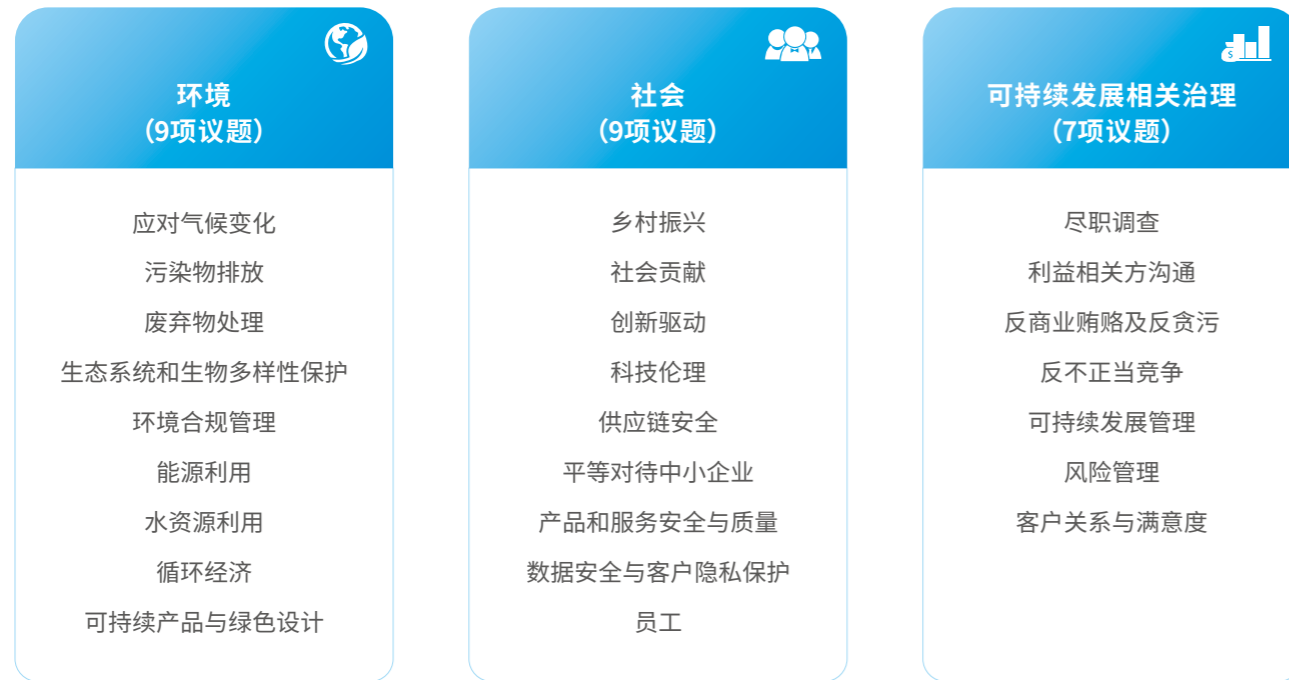 环境
（9项议题）
应对气候变化
污染物排放
废弃物处理
生态系统和生物多样性保护
环境合规管理
能源利用
水资源利用
循环经济
可持续产品与绿色设计
社会
（9项议题）
乡村振兴
社会贡献
创新驱动
科技伦理
供应链安全
平等对待中小企业
产品和服务安全与质量
数据安全与客户隐私保护
员工
可持续发展相关治理
（7项议题）
尽职调查
利益相关方沟通
反商业贿赂及反贪污
反不正当竞争
可持续发展管理
风险管理
客户关系与满意度